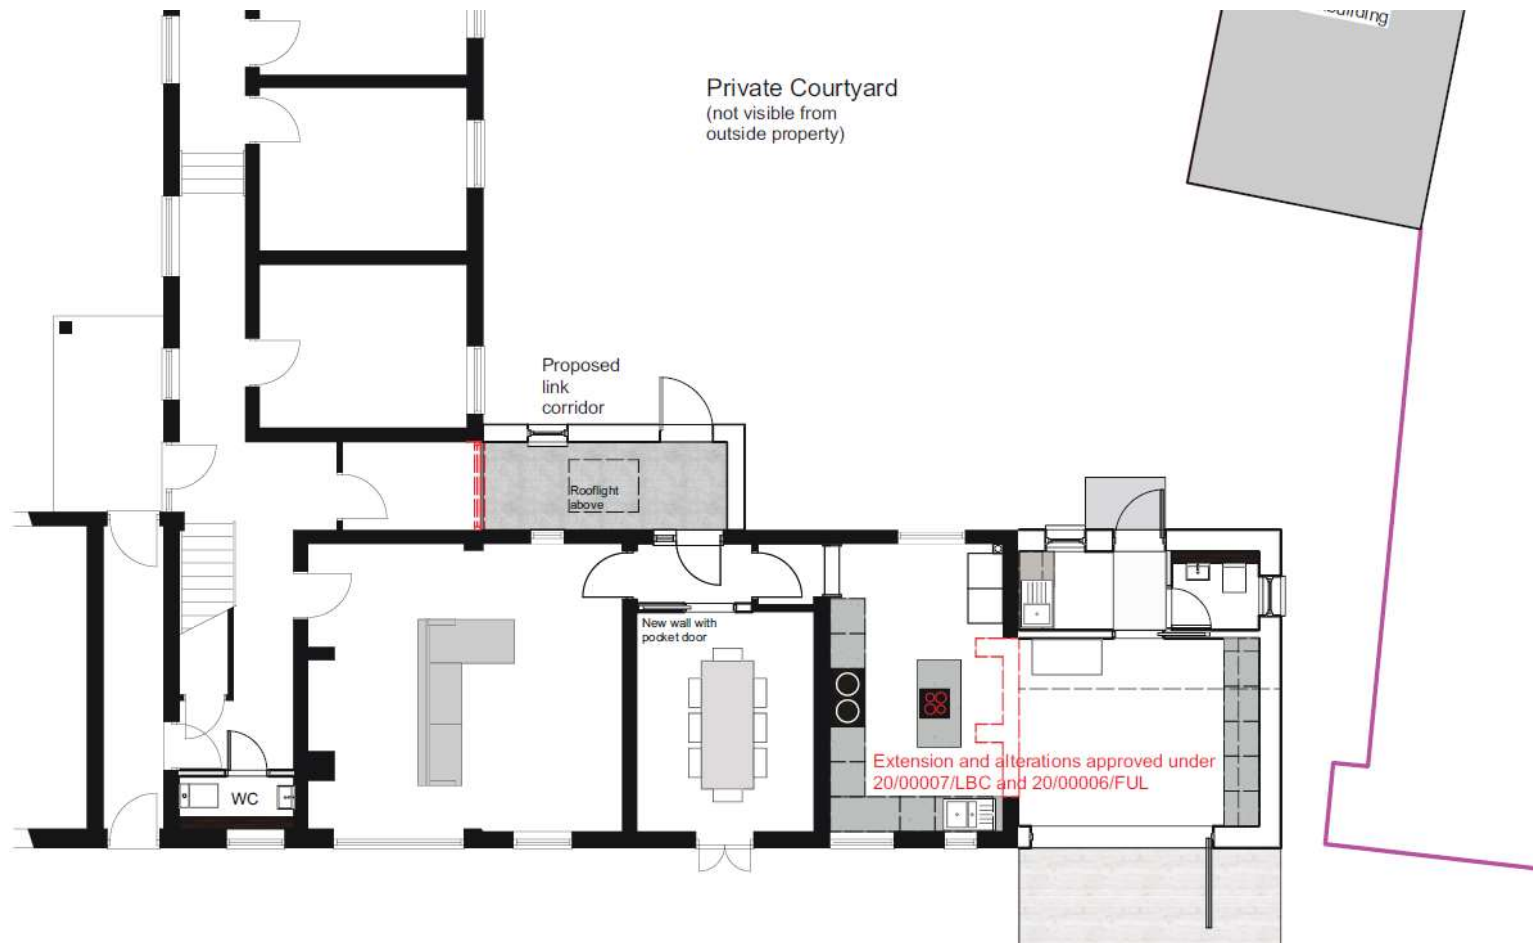 building
Private Courtyard
(not visible from
outside property)
Proposed
link
corridor
Rooflight
above
New wall with
pocket door
Extension and alterations approved under
20/00007/LBC and 20/00006/FUL
WC